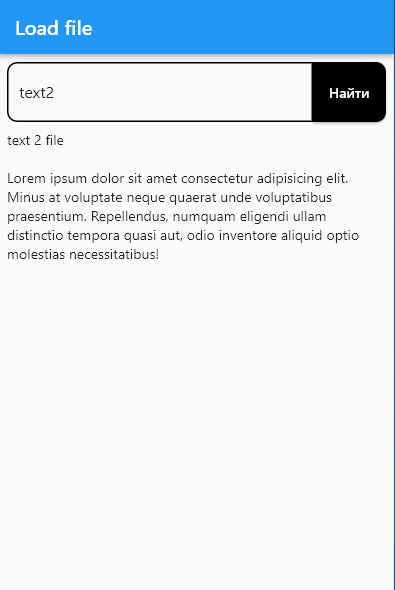 Load file
text2
Найти
text 2 file
Lorem ipsum dolor sit amet consectetur adipisicing elit.
Minus at voluptate neque quaerat unde voluptatibus
praesentium. Repellendus, numquam eligendi ullam
distinctio tempora quasi aut, odio inventore aliquid optio
molestias necessitatibus!